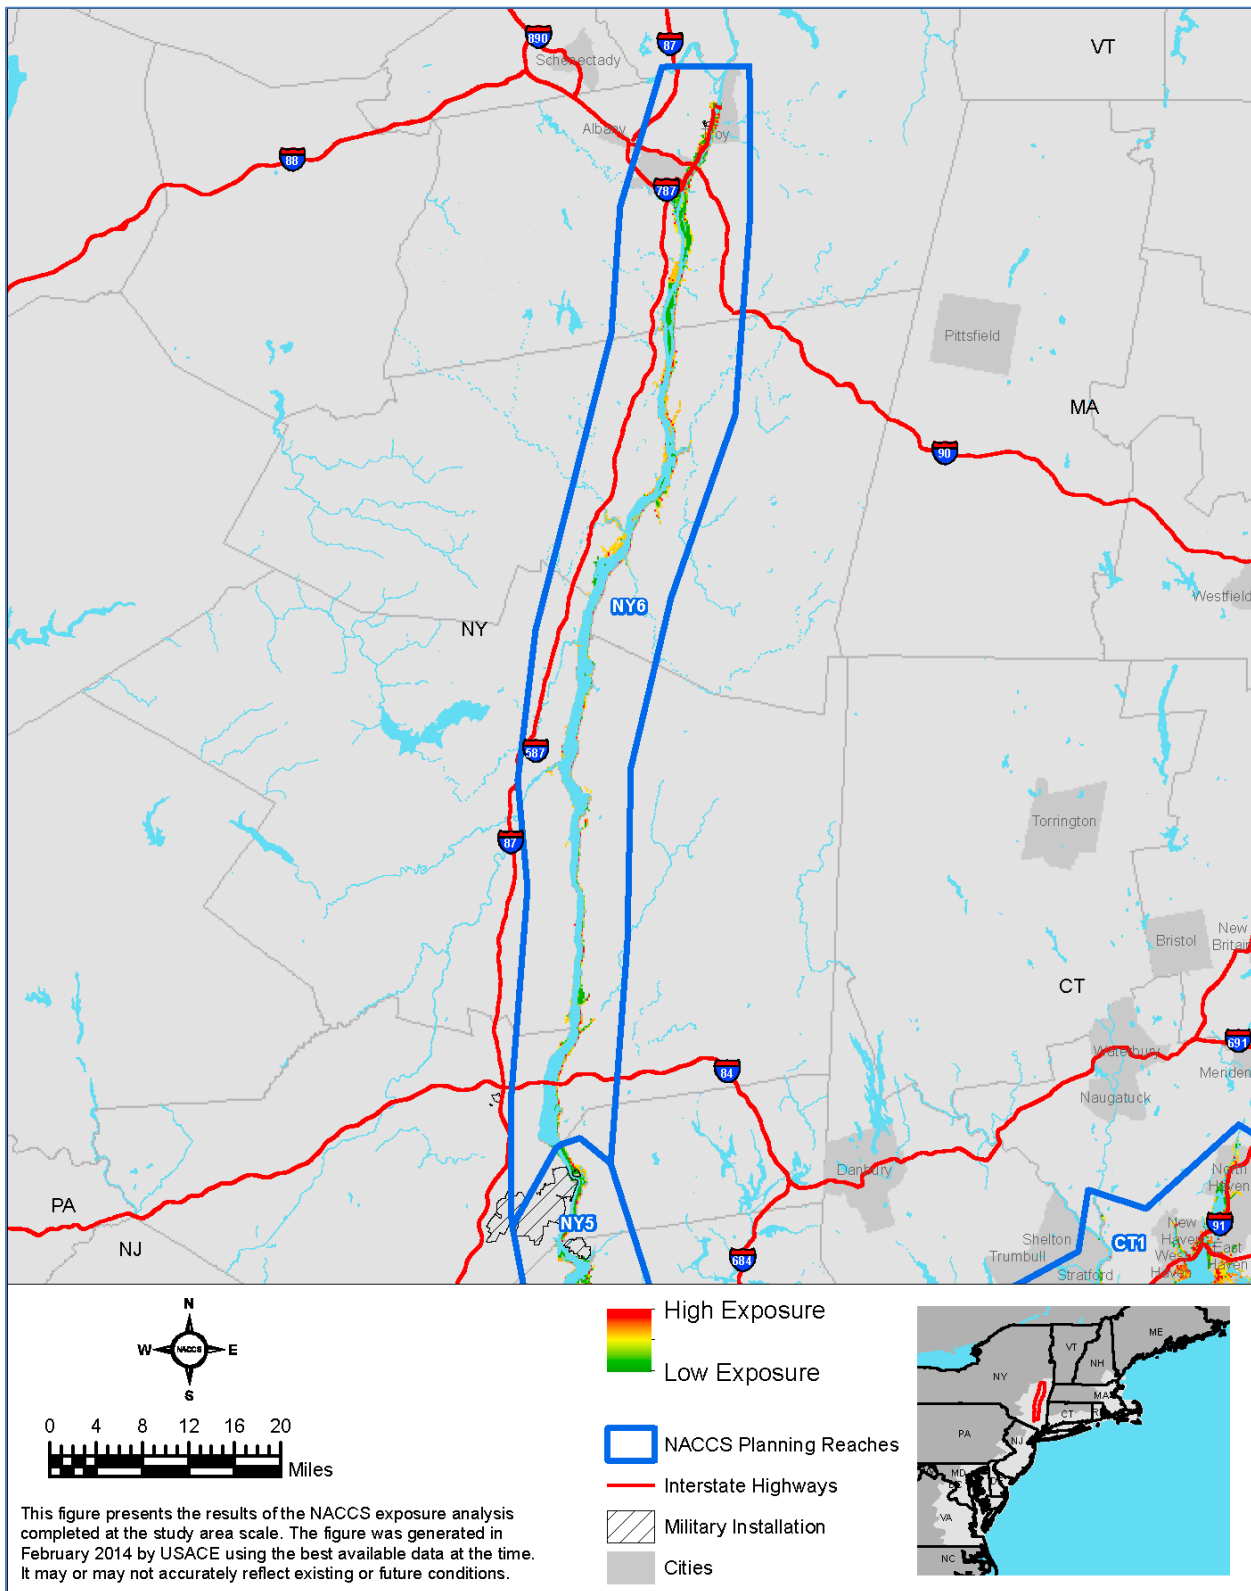 890
87
VT
Schenectady
Albany
Troy
88
787
Pittsfield
MA
90
Westfield
NY6
NY
587
Torrington
87
Bristol
New
Britain
CT
691
Waterbury
Meriden
84
Naugatuck
Danbury
North
Haven
PA
NY5
NJ
684
Shelton
Trumbull
CT1
New
Haven
91
West
Haven
East
Haven
Stratford
N
W
NACCS
E
S
0 4 8 12 16 20
Miles
High Exposure
Low Exposure
NACCS Planning Reaches
Interstate Highways
Military Installation
Cities
This figure presents the results of the NACCS exposure analysis
completed at the study area scale. The figure was generated in
February 2014 by USACE using the best available data at the time.
It may or may not accurately reflect existing or future conditions.
ME
VT
NH
NY
MA
CT
PA
NJ
MD
VA
NC